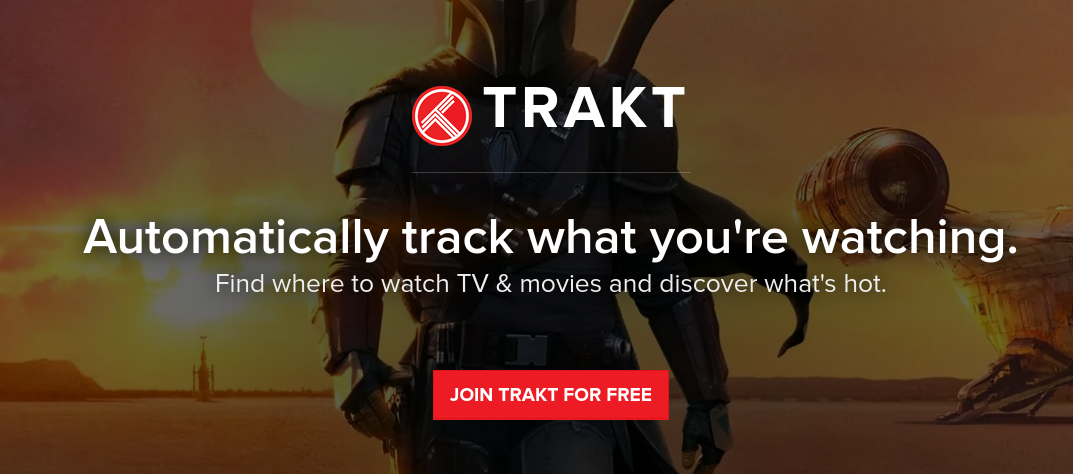 TRAKT
Automatically track what you're watching.
Find where to watch TV & movies and discover what's hot.
JOIN TRAKT FOR FREE